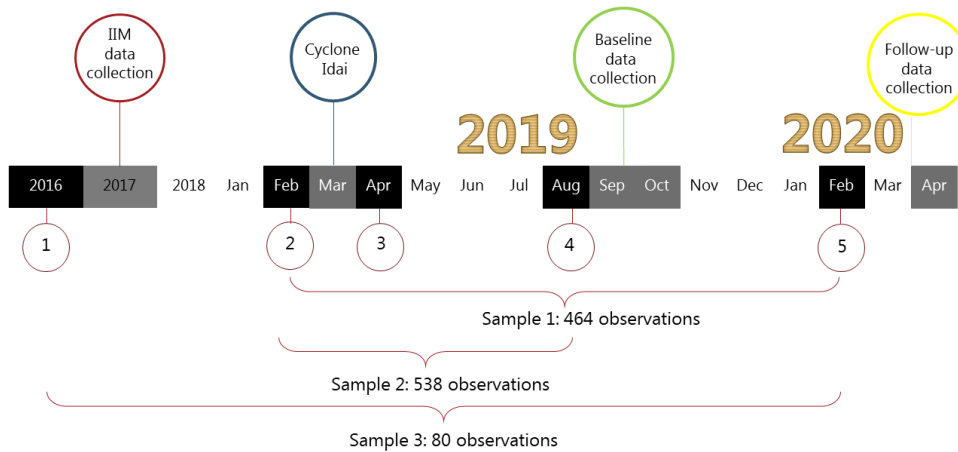 IIM
data
collection
Cyclone
Idai
Baseline
data
collection
Follow-up
data
collection
2019
2020
2016 2017 2018 Jan Feb Mar Apr May Jun Jul Aug Sep Oct Nov Dec Jan Feb Mar Apr
1 2 3 4 5
Sample 1: 464 observations
Sample 2: 538 observations
Sample 3: 80 observations